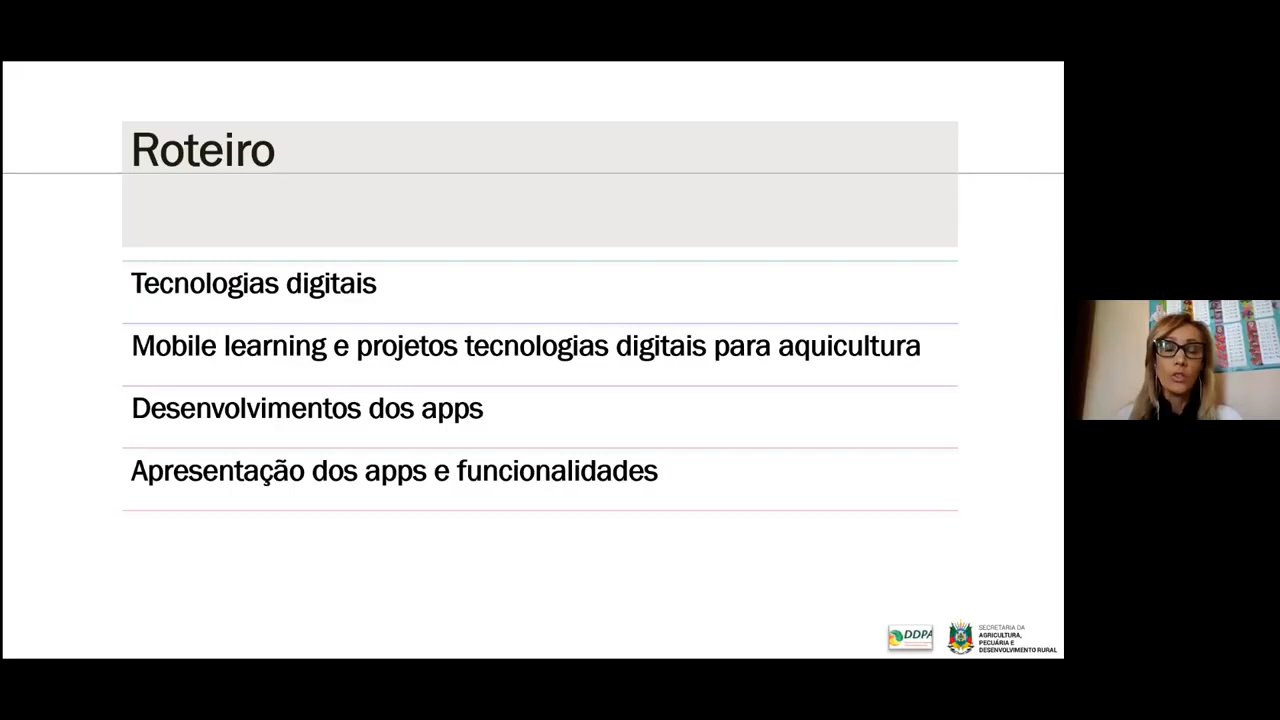 Roteiro
Tecnologias digitais
Mobile learning e projetos tecnologias digitais para aquicultura
Desenvolvimentos dos apps
Apresentação dos apps e funcionalidades
DDPA
SECRETARIA DA
AGRICULTURA,
PECUÁRIA E
DESENVOLVIMENTO RURAL